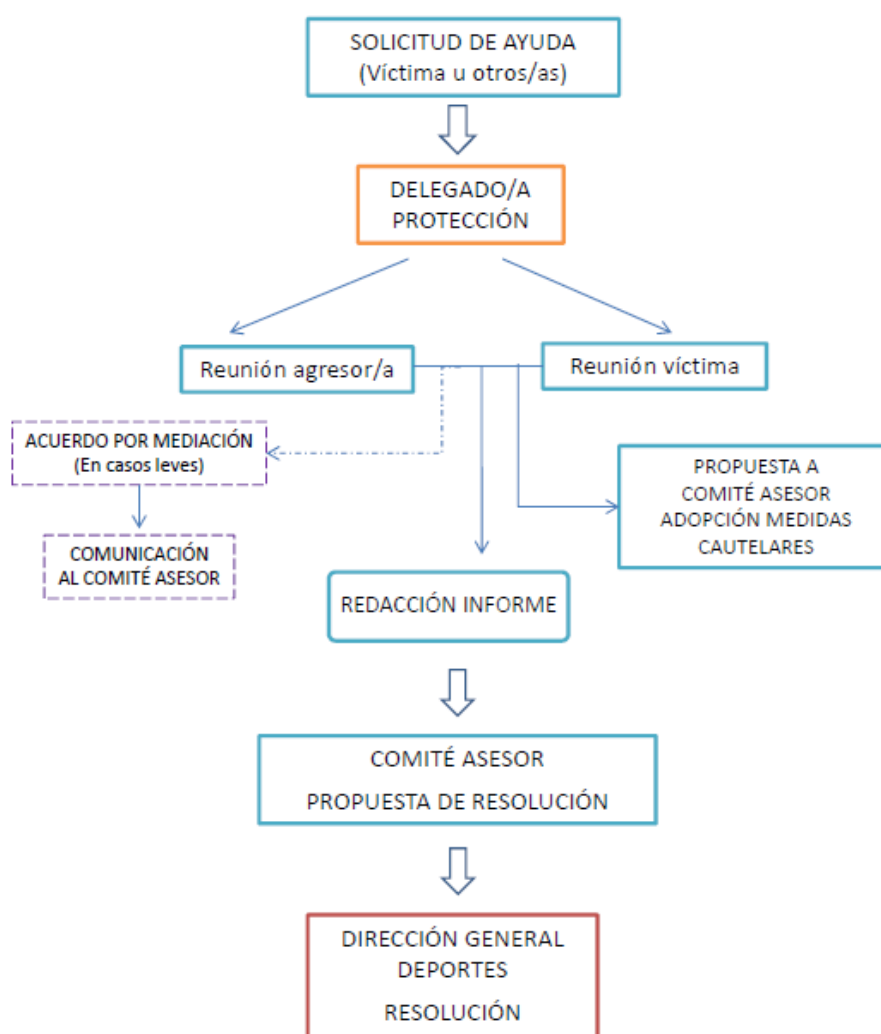 SOLICITUD DE AYUDA
(Víctima u otros/as)
DELEGADO/A
PROTECCIÓN
Reunión agresor/a
Reunión víctima
ACUERDO POR MEDIACIÓN
(En casos leves)
PROPUESTA A
COMITÉ ASESOR
ADOPCIÓN MEDIDAS
CAUTELARES
COMUNICACIÓN
AL COMITÉ ASESOR
REDACCIÓN INFORME
COMITÉ ASESOR
PROPUESTA DE RESOLUCIÓN
DIRECCIÓN GENERAL
DEPORTES
RESOLUCIÓN